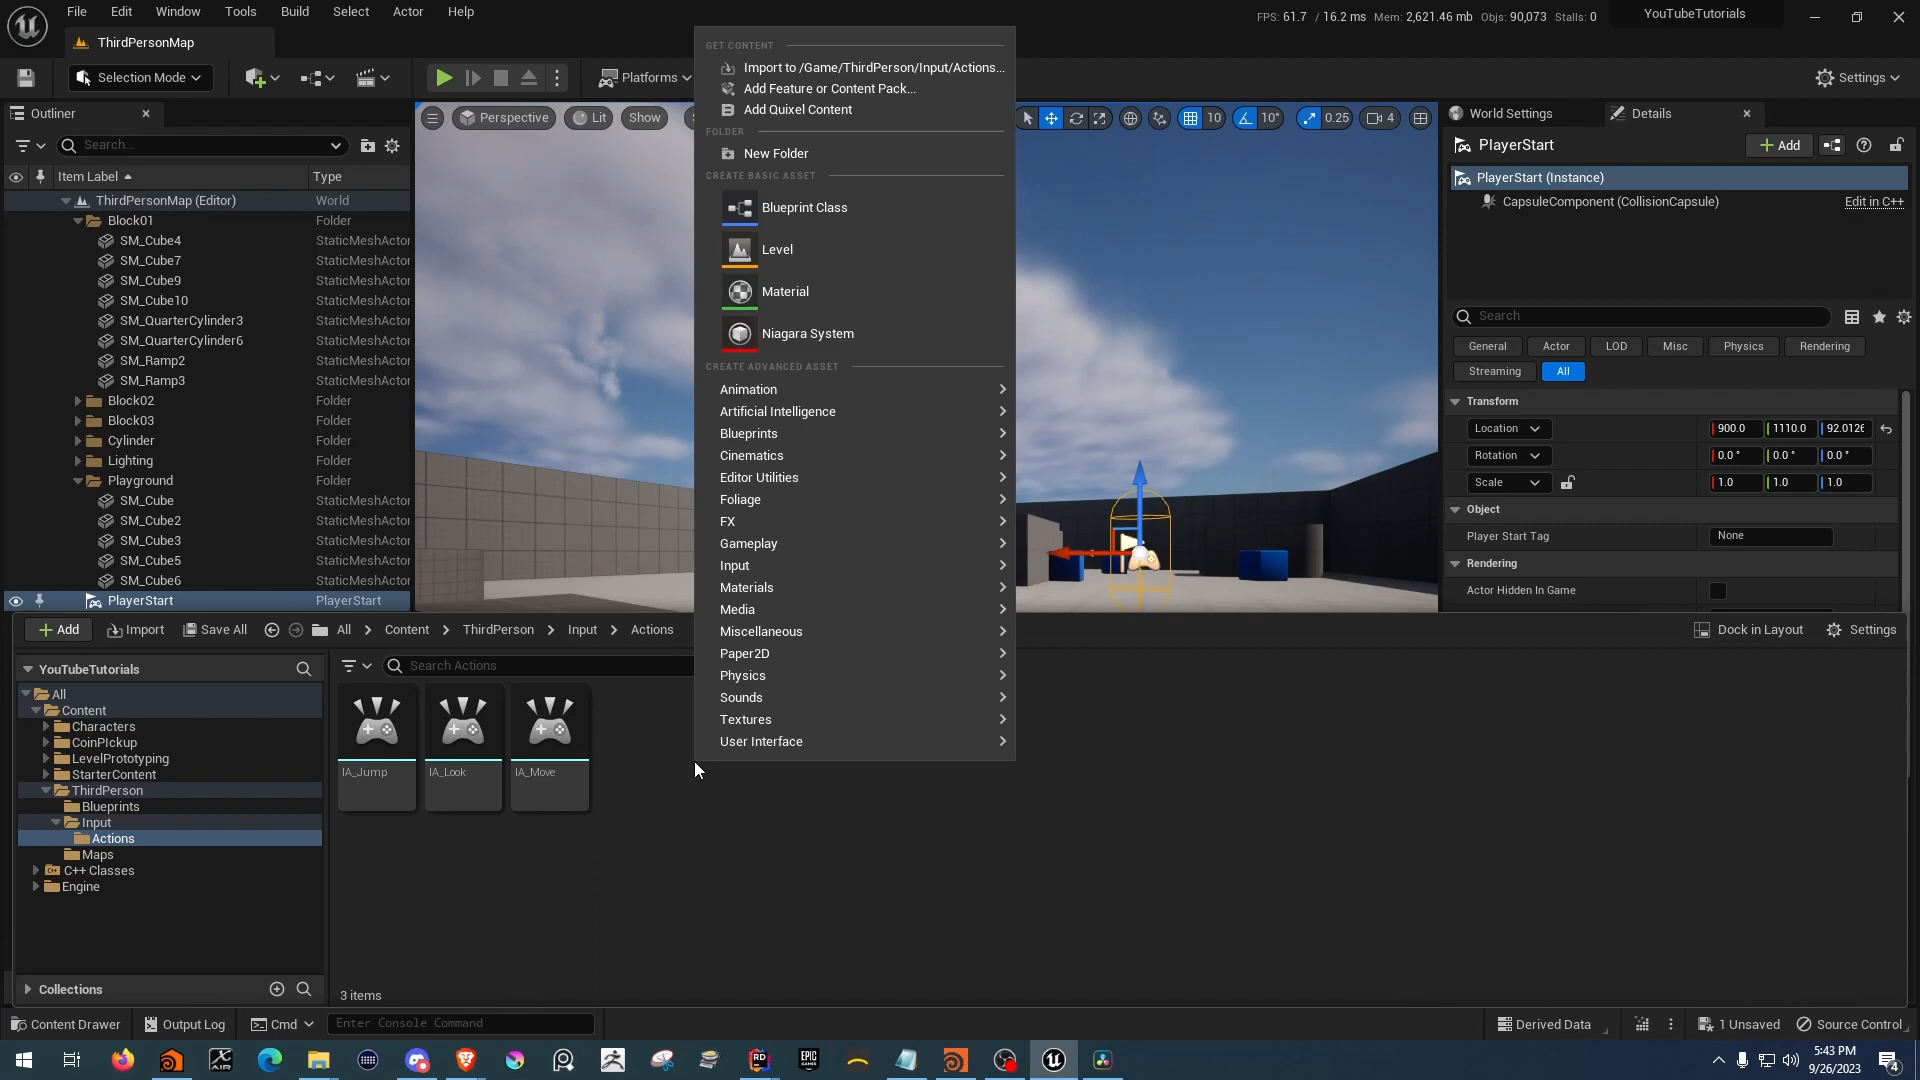 File Edit Window Tools Build Select Actor Help
FPS: 61.7 / 16.2 ms Mem: 2,621.46 mb Objs: 90,073 Stalls: 0
YouTubeTutorials
ThirdPersonMap
Selection Mode
Platforms
Settings
Outliner
Search...
Item Label Type
ThirdPersonMap (Editor) World
Block01 Folder
SM_Cube4 StaticMeshActor
SM_Cube7 StaticMeshActor
SM_Cube9 StaticMeshActor
SM_Cube10 StaticMeshActor
SM_QuarterCylinder3 StaticMeshActor
SM_QuarterCylinder6 StaticMeshActor
SM_Ramp2 StaticMeshActor
SM_Ramp3 StaticMeshActor
Block02 Folder
Block03 Folder
Cylinder Folder
Lighting Folder
Playground Folder
SM_Cube StaticMeshActor
SM_Cube2 StaticMeshActor
SM_Cube3 StaticMeshActor
SM_Cube5 StaticMeshActor
SM_Cube6 StaticMeshActor
PlayerStart PlayerStart
Perspective Lit Show
10 10° 0.25 4
GET CONTENT
Import to /Game/ThirdPerson/Input/Actions...
Add Feature or Content Pack...
Add Quixel Content
FOLDER
New Folder
CREATE BASIC ASSET
Blueprint Class
Level
Material
Niagara System
CREATE ADVANCED ASSET
Animation
Artificial Intelligence
Blueprints
Cinematics
Editor Utilities
Foliage
FX
Gameplay
Input
Materials
Media
Miscellaneous
Paper2D
Physics
Sounds
Textures
User Interface
World Settings Details
PlayerStart
Add
PlayerStart (Instance)
CapsuleComponent (CollisionCapsule) Edit in C++
Search
General Actor LOD Misc Physics Rendering
Streaming All
Transform
Location 900.0 1110.0 92.0126
Rotation 0.0 ° 0.0 ° 0.0 °
Scale 1.0 1.0 1.0
Object
Player Start Tag None
Rendering
Actor Hidden In Game
Add Import Save All All Content ThirdPerson Input Actions
Dock in Layout Settings
YouTubeTutorials
All
Content
Characters
CoinPIckup
LevelPrototyping
StarterContent
ThirdPerson
Blueprints
Input
Actions
Maps
C++ Classes
Engine
Collections
Search Actions
IA_Jump IA_Look IA_Move
3 items
Content Drawer Output Log Cmd Enter Console Command
Derived Data 1 Unsaved Source Control
5:43 PM
9/26/2023
4